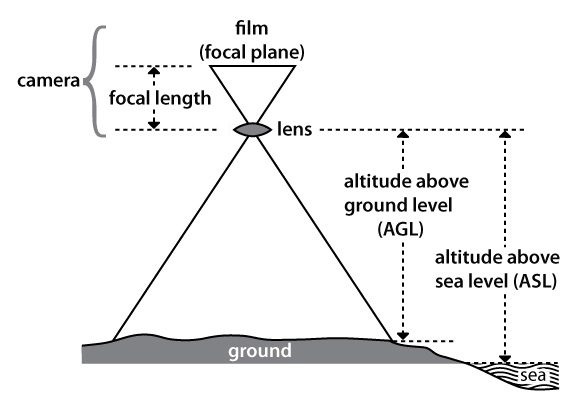 film
(focal plane)
camera
focal length
lens
altitude above
ground level
(AGL)
altitude above
sea level (ASL)
ground
sea